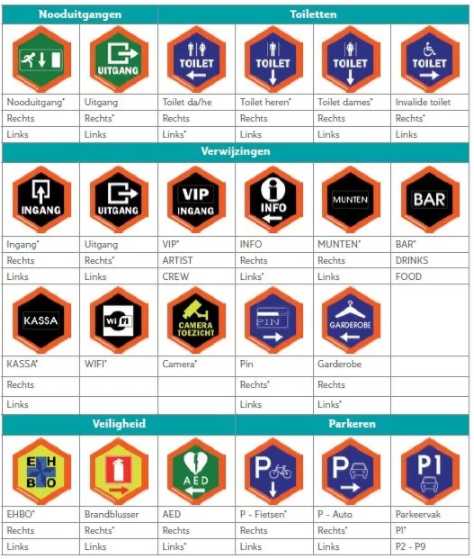 Nooduitgangen Toiletten
UITGANG TOILET TOILET TOILET TOILET
Nooduitgang* Uitgang Toilet da/he Toilet heren* Toilet dames* Invalide toilet
Rechts Rechts* Rechts Rechts Rechts Rechts*
Links Links Links* Links Links Links
Verwijzingen
INGANG UITGANG VIP INGANG INFO MUNTEN BAR
Ingang* Uitgang VIP* INFO MUNTEN* BAR*
Rechts Rechts* ARTIST Rechts Rechts DRINKS
Links Links CREW Links* Links FOOD
KASSA WiFi CAMERA TOEZICHT PIN GARDEROBE
KASSA* WIFI* Camera* Pin Garderobe
Rechts Rechts* Rechts
Links Links Links*
Veiligheid Parkeren
EHBO AED P P P1
EHBO* Brandblusser AED P - Fietsen* P - Auto Parkeervak
Rechts Rechts* Rechts Rechts Rechts* P1*
Links Links Links* Links Links P2 - P9